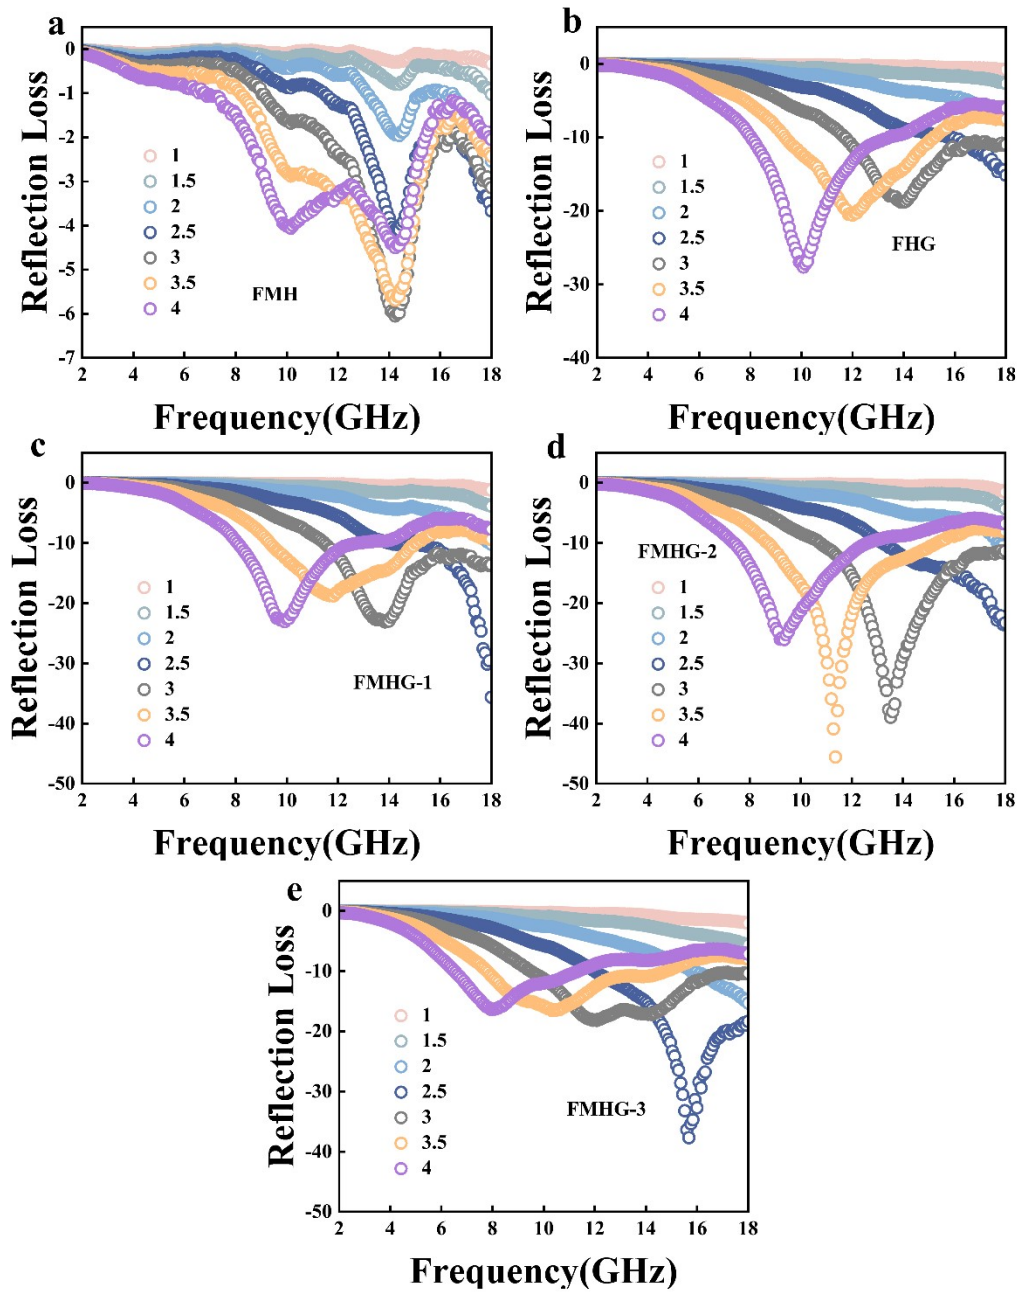 a
Reflection Loss
0
-1
-2
-3
-4
-5
-6
-7
1
1.5
2
2.5
3
3.5
4
FMH
2 4 6 8 10 12 14 16 18
Frequency(GHz)
b
Reflection Loss
0
-10
-20
-30
-40
1
1.5
2
2.5
3
3.5
4
FHG
2 4 6 8 10 12 14 16 18
Frequency(GHz)
c
Reflection Loss
0
-10
-20
-30
-40
-50
1
1.5
2
2.5
3
3.5
4
FMHG-1
2 4 6 8 10 12 14 16 18
Frequency(GHz)
d
Reflection Loss
0
-10
-20
-30
-40
-50
FMHG-2
1
1.5
2
2.5
3
3.5
4
2 4 6 8 10 12 14 16 18
Frequency(GHz)
e
Reflection Loss
0
-10
-20
-30
-40
-50
1
1.5
2
2.5
3
3.5
4
FMHG-3
2 4 6 8 10 12 14 16 18
Frequency(GHz)